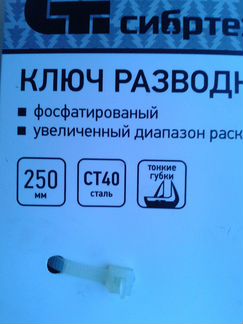 сибртех
КЛЮЧ РАЗВОДН
фосфатированый
увеличенный диапазон раск
250
мм
СТ40
сталь
тонкие
губки